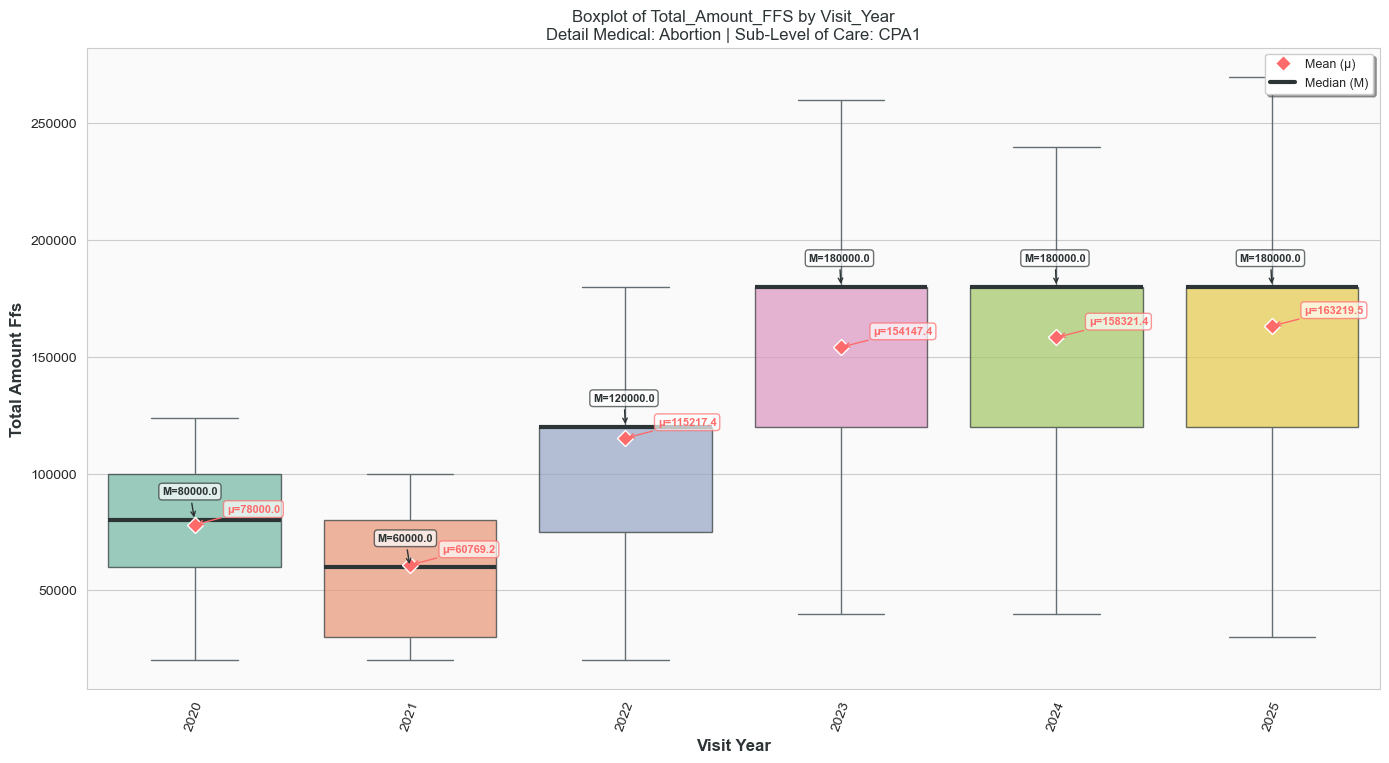 Boxplot of Total_Amount_FFS by Visit_Year
Detail Medical: Abortion | Sub-Level of Care: CPA1
Mean (μ)
Median (M)
Total Amount Ffs
250000
200000
150000
100000
50000
M=80000.0
μ=78000.0
M=60000.0
μ=60769.2
M=120000.0
μ=115217.4
M=180000.0
μ=154147.4
M=180000.0
μ=158321.4
M=180000.0
μ=163219.5
2020
2021
2022
2023
2024
2025
Visit Year